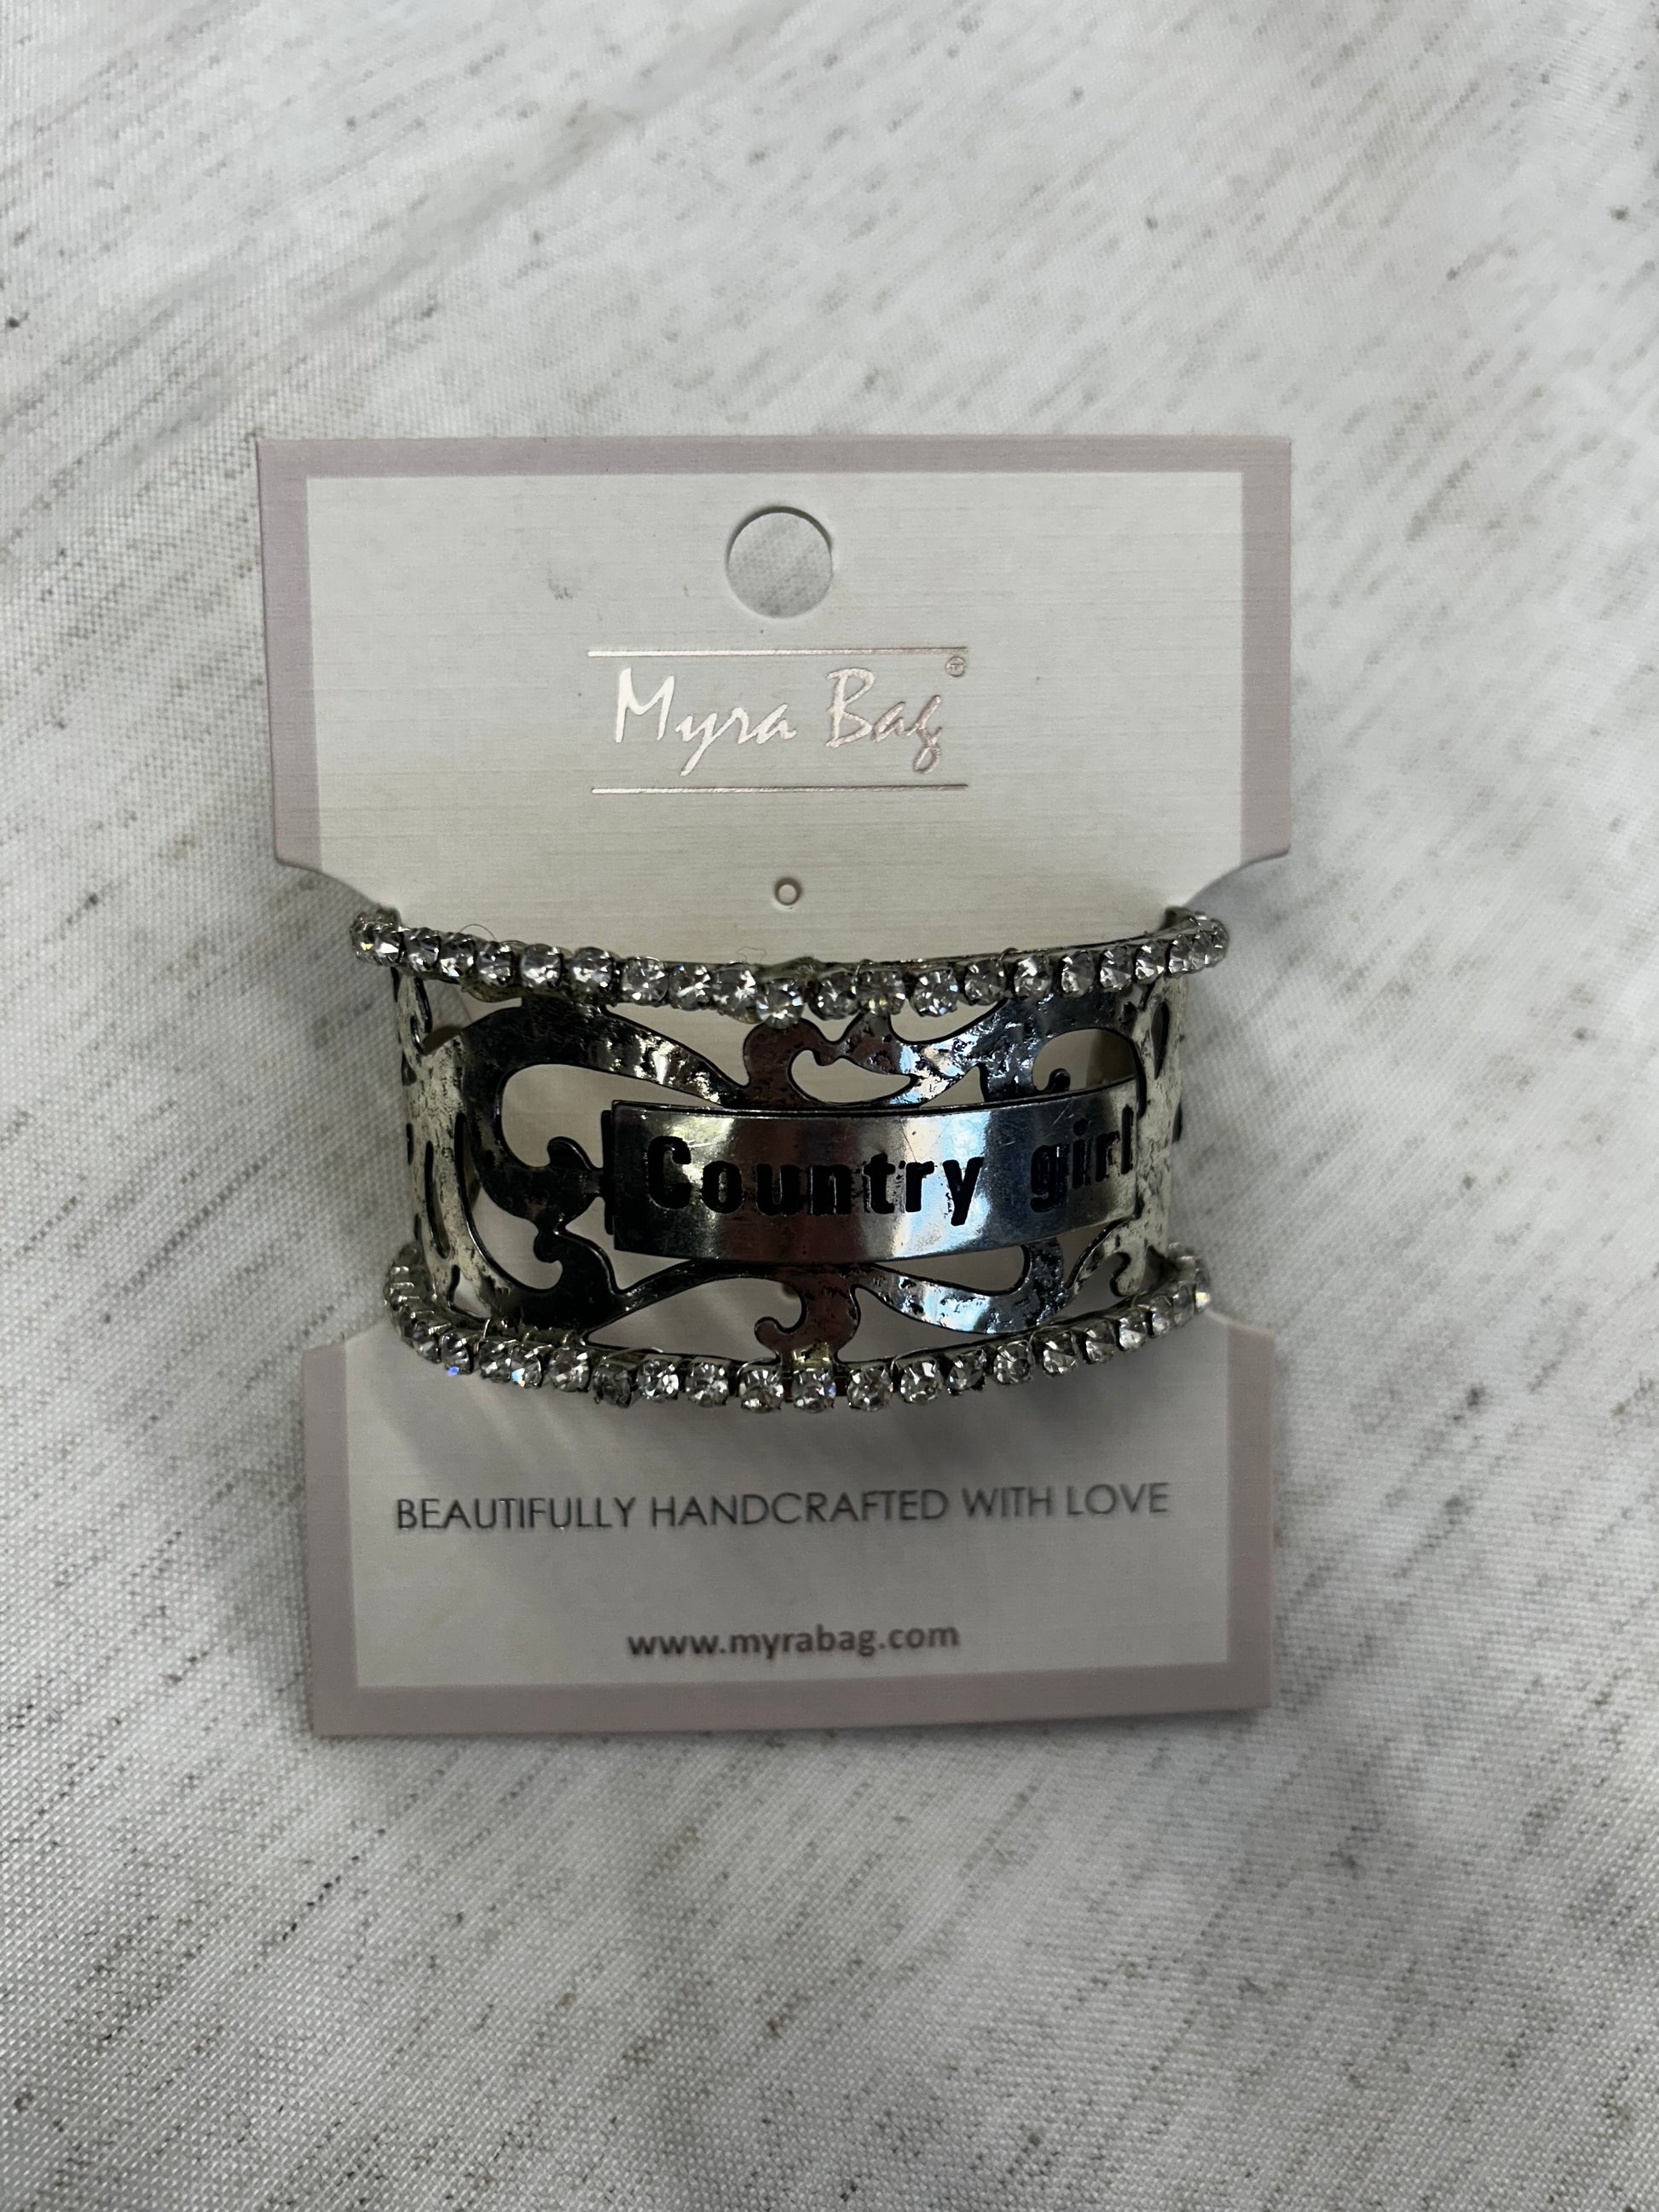 Myra Bag®
Country girl
BEAUTIFULLY HANDCRAFTED WITH LOVE
www.myrabag.com